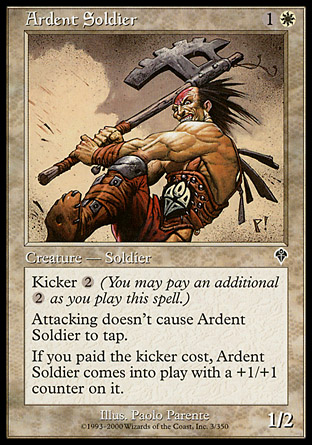 Ardent Soldier 1
Creature — Soldier
Kicker 2 (You may pay an additional
2 as you play this spell.)
Attacking doesn't cause Ardent
Soldier to tap.
If you paid the kicker cost, Ardent
Soldier comes into play with a +1/+1
counter on it.
1/2
Illus. Paolo Parente
©1993-2000 Wizards of the Coast, Inc. 3/350